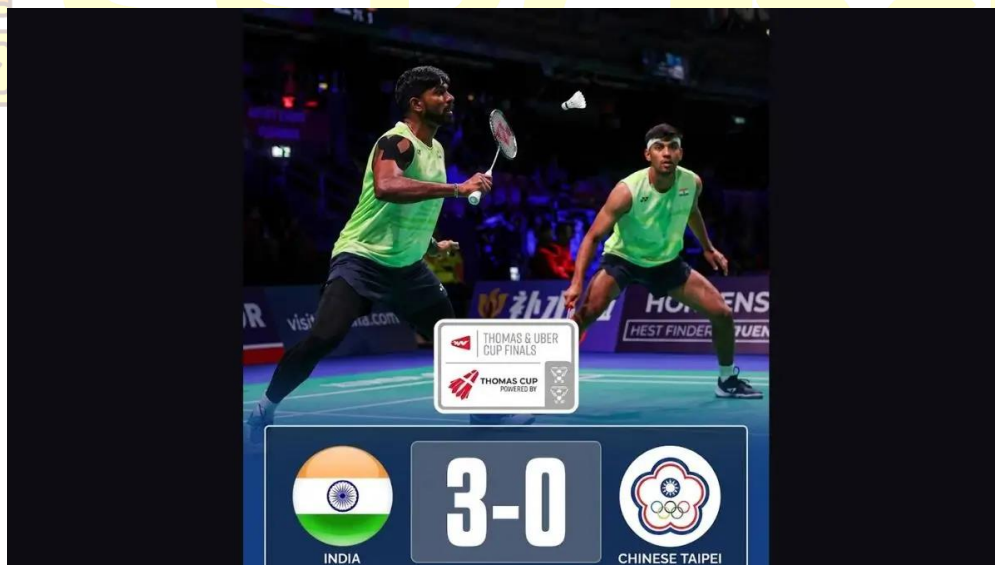 THOMAS & UBER
CUP FINALS
THOMAS CUP
POWERED BY
HEST FINDER
3-0
INDIA
CHINESE TAIPEI